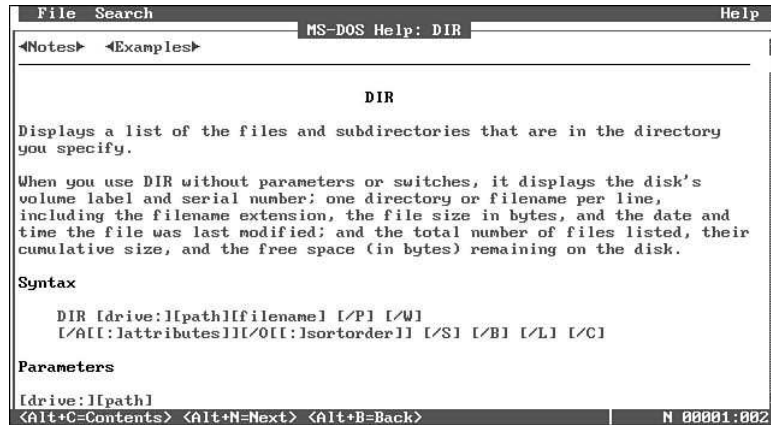 File Search Help
MS-DOS Help: DIR
◄Notes► ◄Examples►
DIR
Displays a list of the files and subdirectories that are in the directory
you specify.
When you use DIR without parameters or switches, it displays the disk's
volume label and serial number; one directory or filename per line,
including the filename extension, the file size in bytes, and the date and
time the file was last modified; and the total number of files listed, their
cumulative size, and the free space (in bytes) remaining on the disk.
Syntax
DIR [drive:][path][filename] [/P] [/W]
[/A[[:]attributes]][/O[[:]sortorder]] [/S] [/B] [/L] [/C]
Parameters
[drive:][path]
<Alt+C=Contents> <Alt+N=Next> <Alt+B=Back> N 00001:002